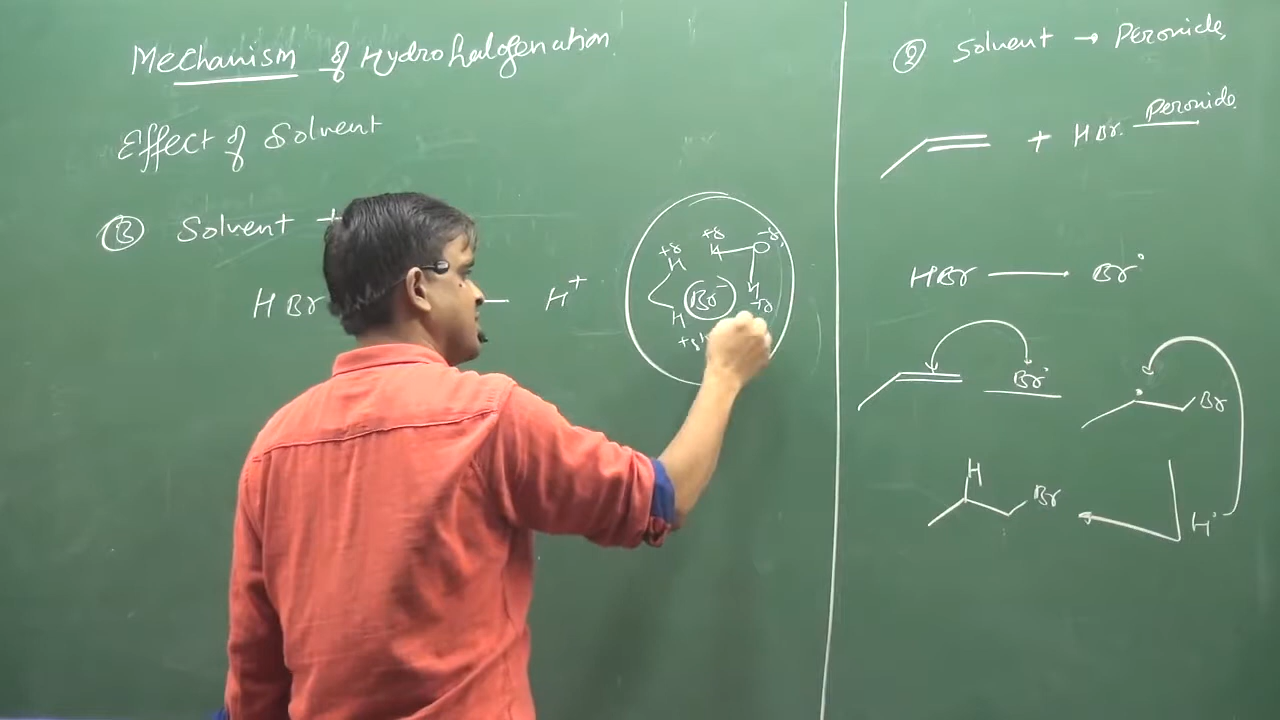 Mechanism of Hydrohalogenation.
Effect of Solvent
③ Solvent +
HBr — H⁺
+δ +δ -δ
H H O
Br⁻ H
H +δ
+δ
② Solvent → Peroxide,
+ HBr. Peroxide.
HBr → Br•
Br•
Br
H Br
H•